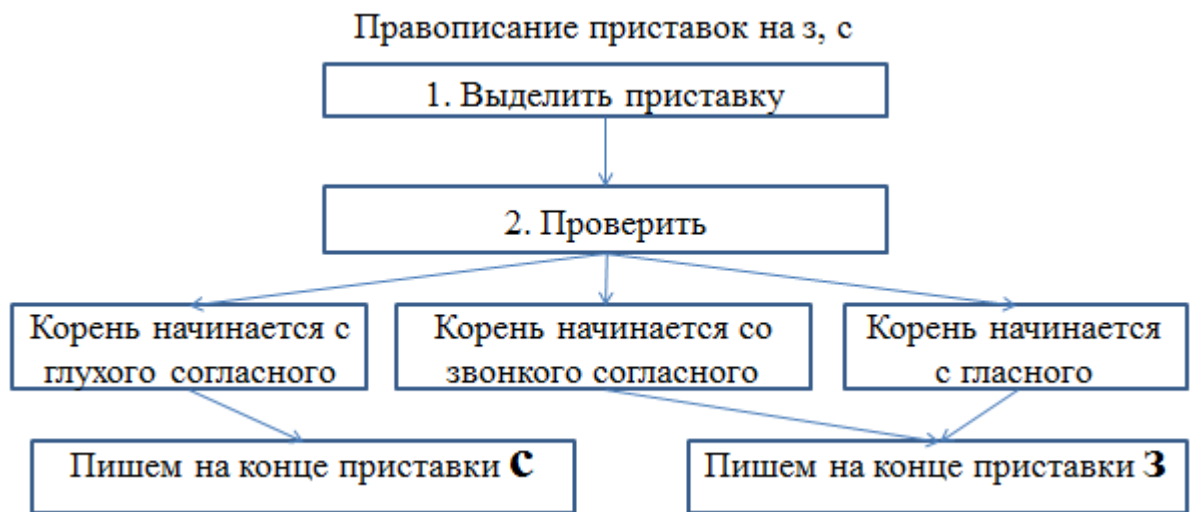 Правописание приставок на з, с
1. Выделить приставку
2. Проверить
Корень начинается с
глухого согласного
Корень начинается со
звонкого согласного
Корень начинается
с гласного
Пишем на конце приставки с
Пишем на конце приставки з